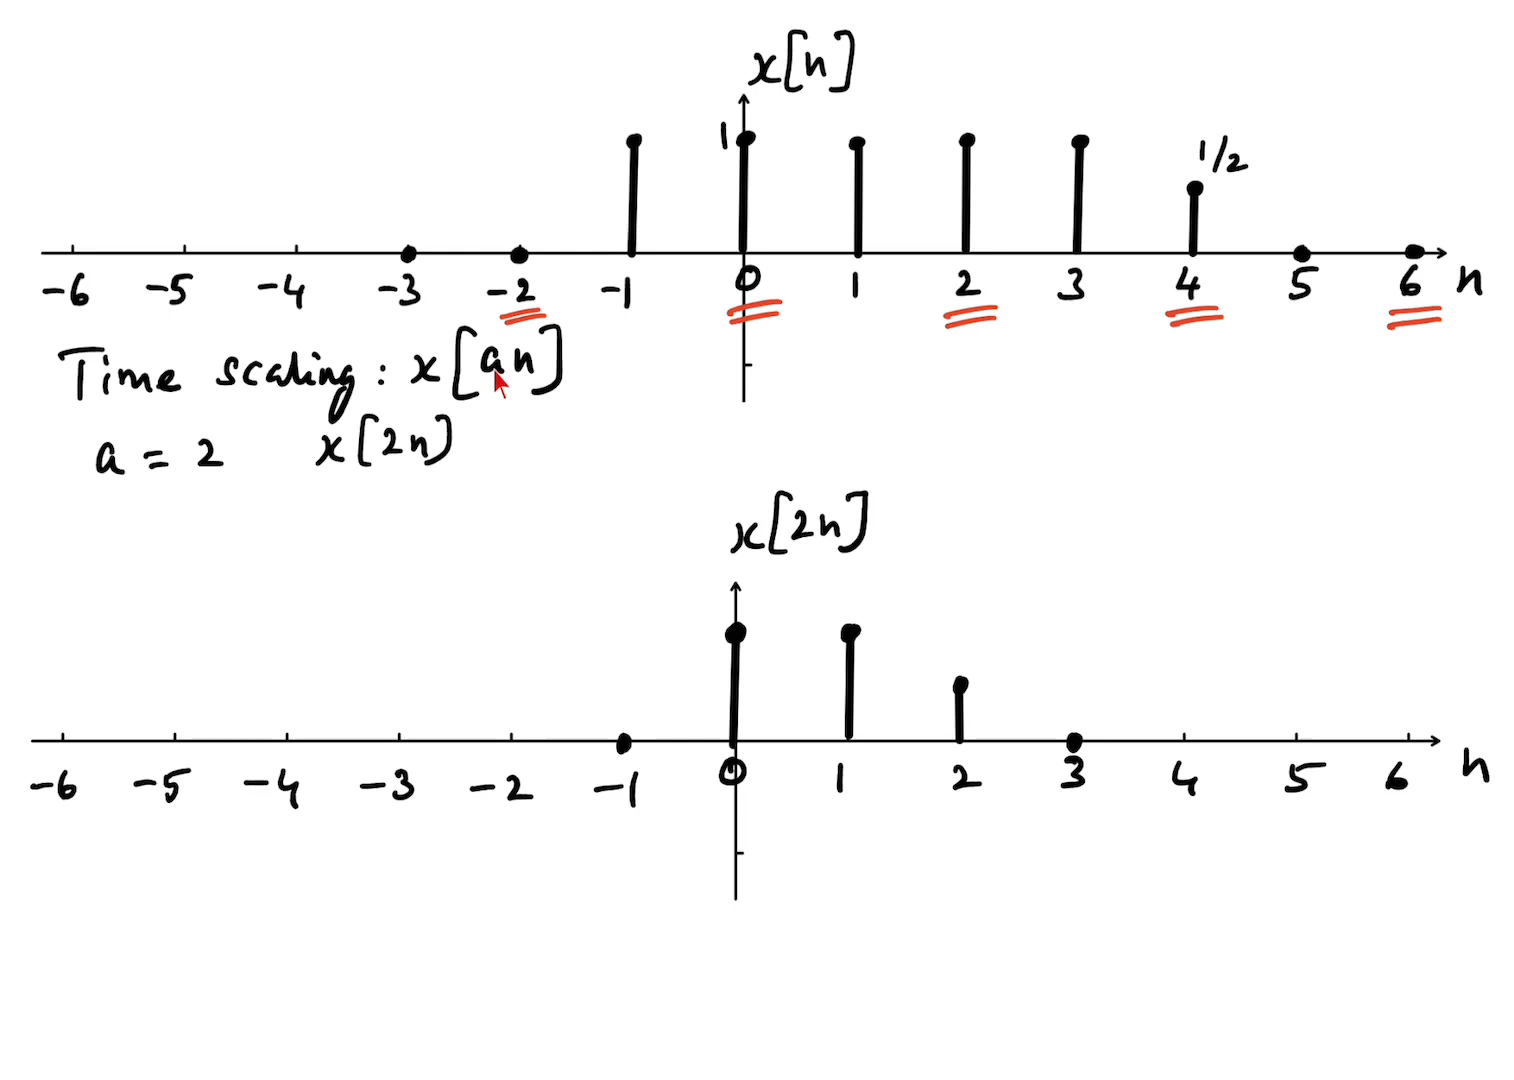 x[n]
1
1/2
-6 -5 -4 -3 -2 -1 0 1 2 3 4 5 6 n
Time scaling: x[an]
a = 2 x[2n]
x[2n]
-6 -5 -4 -3 -2 -1 0 1 2 3 4 5 6 n